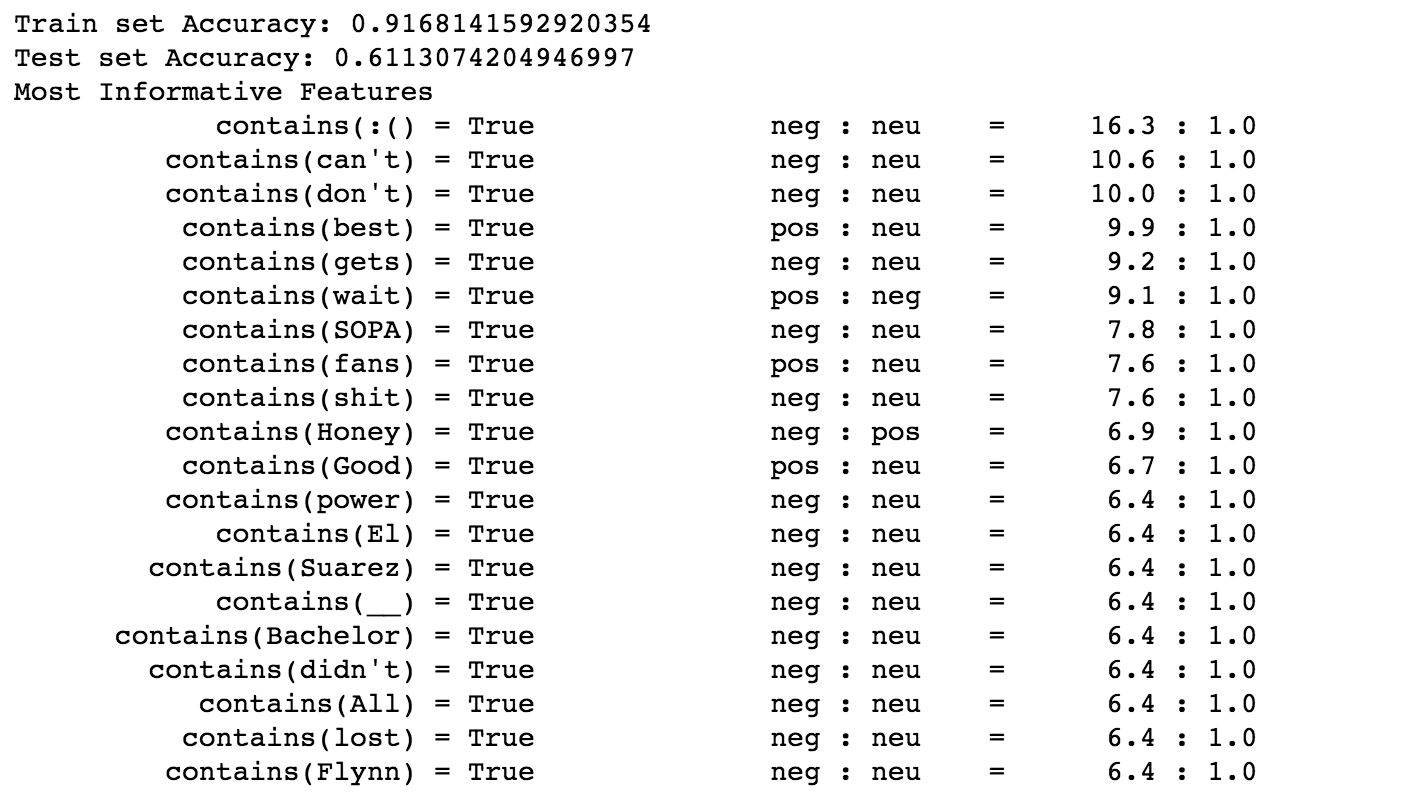 Train set Accuracy: 0.9168141592920354
Test set Accuracy: 0.6113074204946997
Most Informative Features
contains(:() = True neg : neu = 16.3 : 1.0
contains(can't) = True neg : neu = 10.6 : 1.0
contains(don't) = True neg : neu = 10.0 : 1.0
contains(best) = True pos : neu = 9.9 : 1.0
contains(gets) = True neg : neu = 9.2 : 1.0
contains(wait) = True pos : neg = 9.1 : 1.0
contains(SOPA) = True neg : neu = 7.8 : 1.0
contains(fans) = True pos : neu = 7.6 : 1.0
contains(shit) = True neg : neu = 7.6 : 1.0
contains(Honey) = True neg : pos = 6.9 : 1.0
contains(Good) = True pos : neu = 6.7 : 1.0
contains(power) = True neg : neu = 6.4 : 1.0
contains(El) = True neg : neu = 6.4 : 1.0
contains(Suarez) = True neg : neu = 6.4 : 1.0
contains(__) = True neg : neu = 6.4 : 1.0
contains(Bachelor) = True neg : neu = 6.4 : 1.0
contains(didn't) = True neg : neu = 6.4 : 1.0
contains(All) = True neg : neu = 6.4 : 1.0
contains(lost) = True neg : neu = 6.4 : 1.0
contains(Flynn) = True neg : neu = 6.4 : 1.0